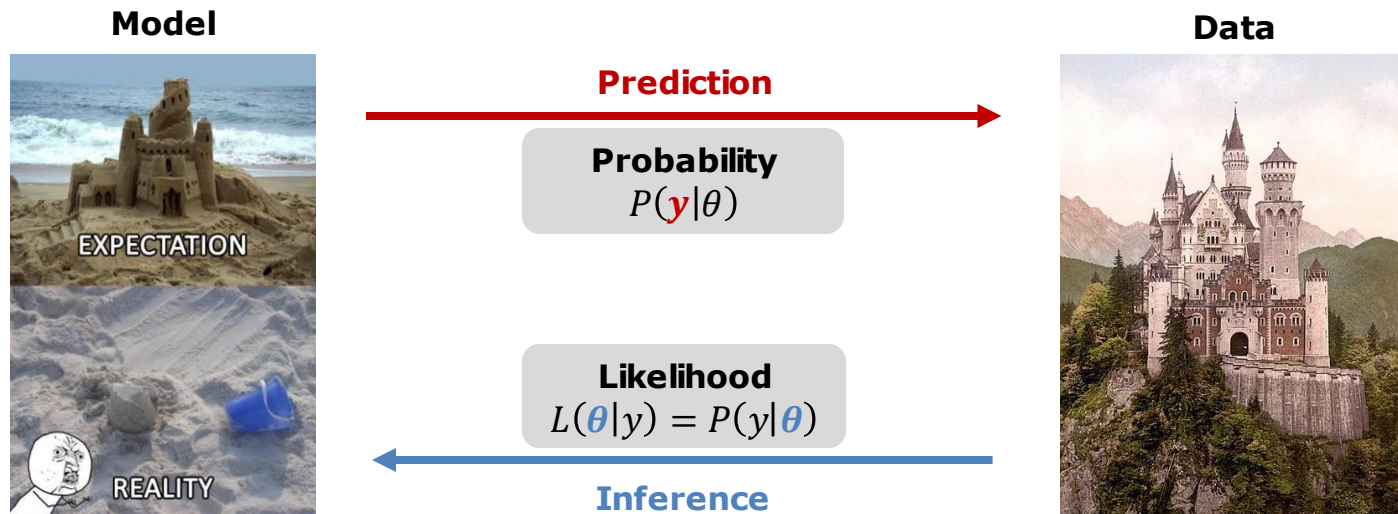 Model
Data
Prediction
Probability
P(y|θ)
EXPECTATION
Likelihood
L(θ|y) = P(y|θ)
REALITY
Inference